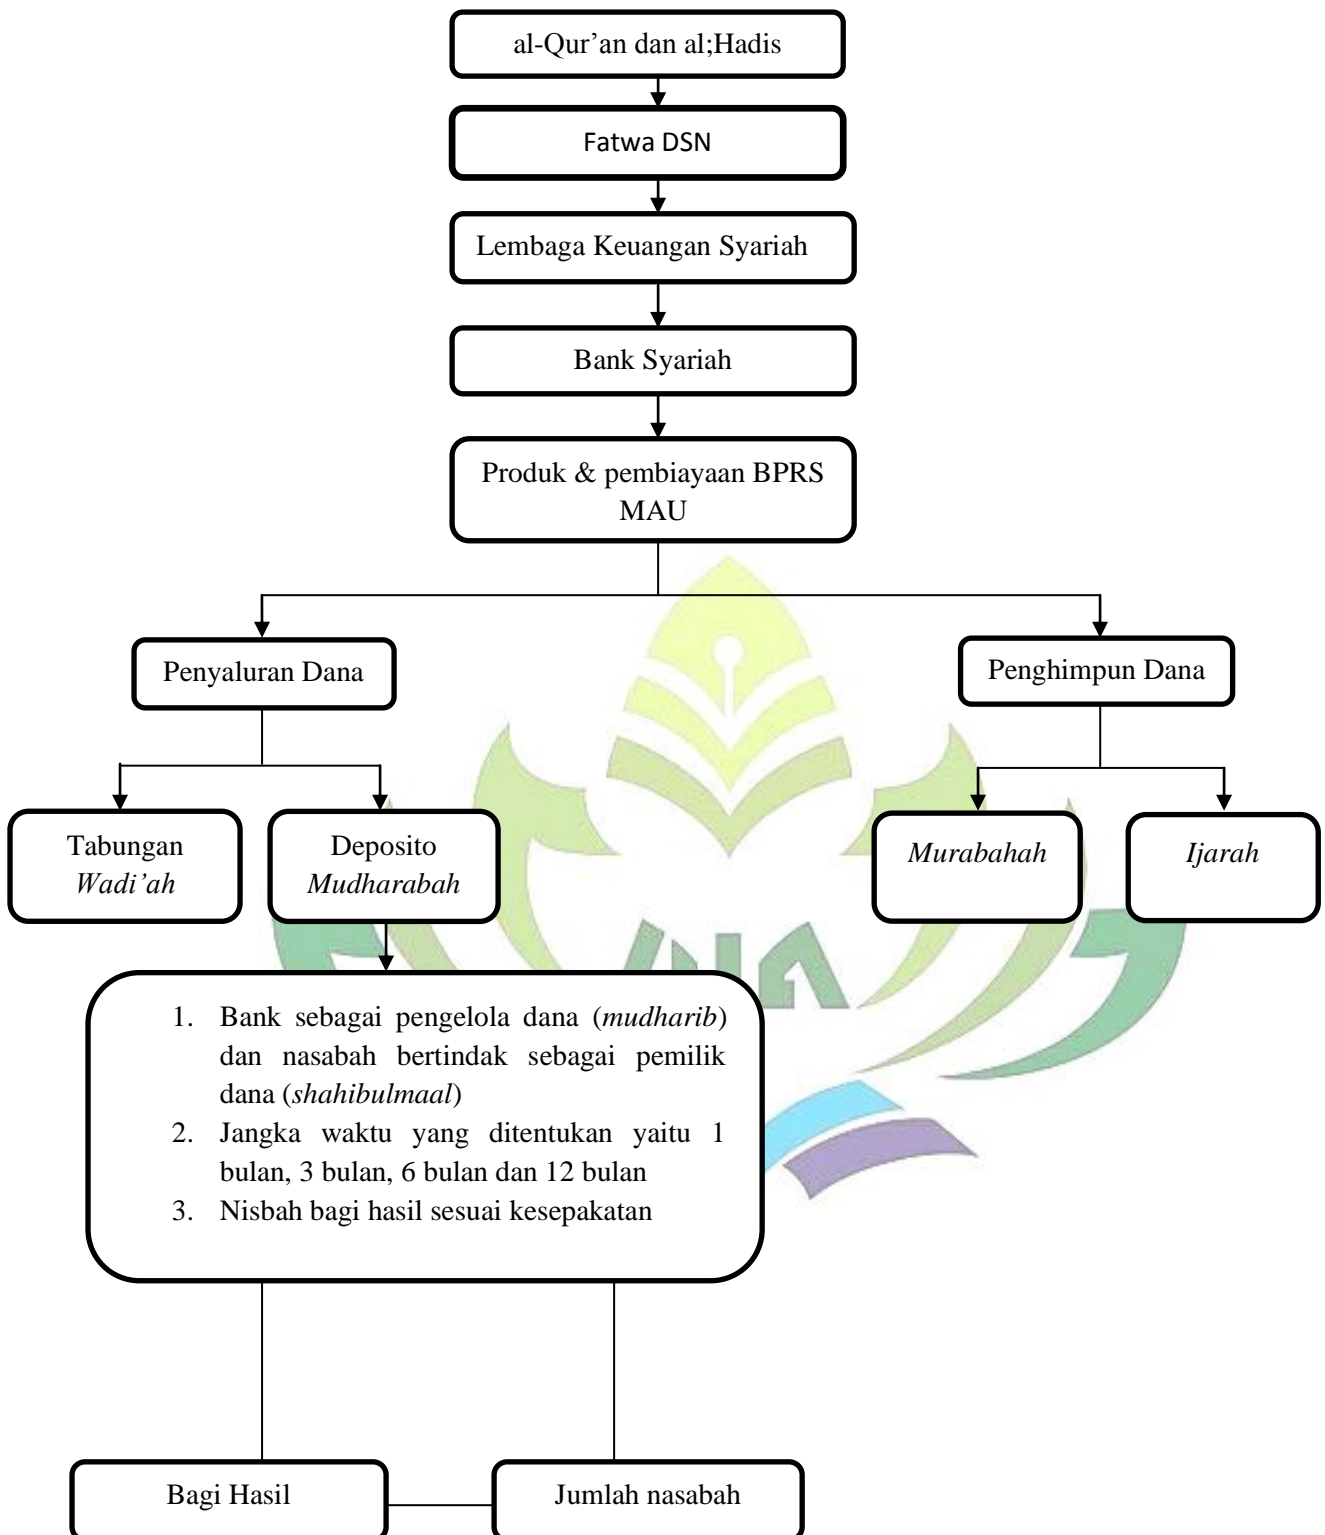 al-Qur’an dan al;Hadis
Fatwa DSN
Lembaga Keuangan Syariah
Bank Syariah
Produk & pembiayaan BPRS
MAU
Penyaluran Dana
Penghimpun Dana
Tabungan
Wadi’ah
Deposito
Mudharabah
Murabahah
Ijarah
1. Bank sebagai pengelola dana (mudharib)
dan nasabah bertindak sebagai pemilik
dana (shahibulmaal)
2. Jangka waktu yang ditentukan yaitu 1
bulan, 3 bulan, 6 bulan dan 12 bulan
3. Nisbah bagi hasil sesuai kesepakatan
Bagi Hasil
Jumlah nasabah